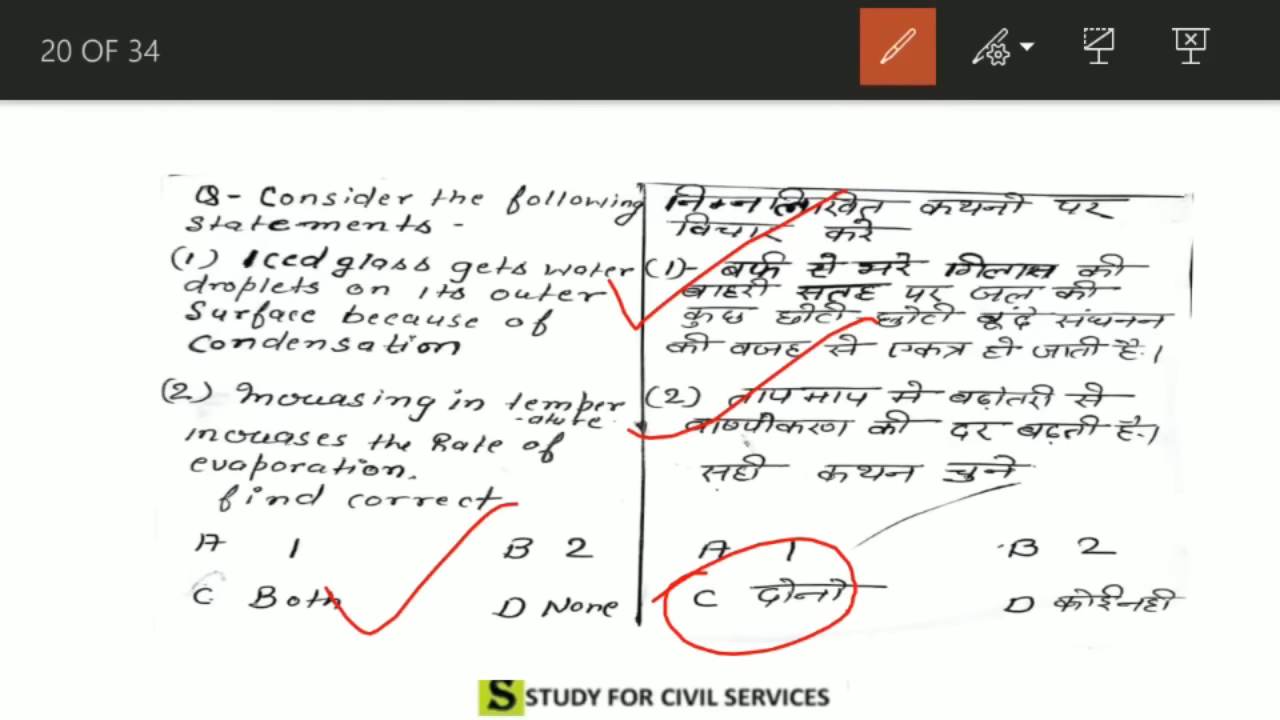 20 OF 34
Q- Consider the following
statements -
(1) Iced glass gets water
droplets on its outer
surface because of
condensation
(2) Increasing in temper
-ature
increases the Rate of
evaporation.
find correct
A 1 B 2
C Both D None
निम्नलिखित कथनो पर
विचार करे
(1)- बर्फ से भरे गिलास की
बाहरी सतह पर जल की
कुछ छोटी छोटी बूंदे संघनन
की वजह से एकत्र हो जाती है।
(2) तापमाप मे बढ़ोतरी से
वाष्पीकरण की दर बढ़ती है।
सही कथन चुने
A 1 B 2
C दोनो D कोईनही
S STUDY FOR CIVIL SERVICES